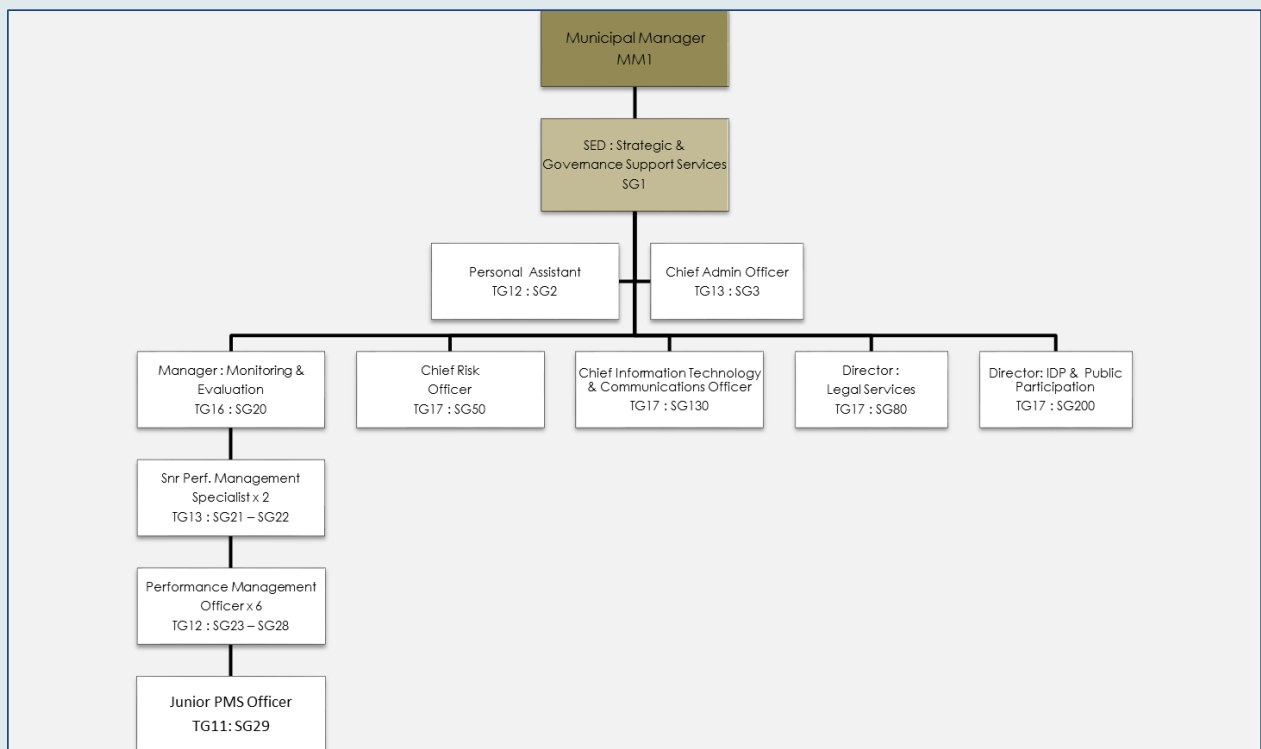 Municipal Manager
MM1
SED : Strategic &
Governance Support Services
SG1
Personal Assistant
TG12 : SG2
Chief Admin Officer
TG13 : SG3
Manager : Monitoring &
Evaluation
TG16 : SG20
Chief Risk
Officer
TG17 : SG50
Chief Information Technology
& Communications Officer
TG17 : SG130
Director :
Legal Services
TG17 : SG80
Director: IDP & Public
Participation
TG17 : SG200
Snr Perf. Management
Specialist x 2
TG13 : SG21 – SG22
Performance Management
Officer x 6
TG12 : SG23 – SG28
Junior PMS Officer
TG11: SG29